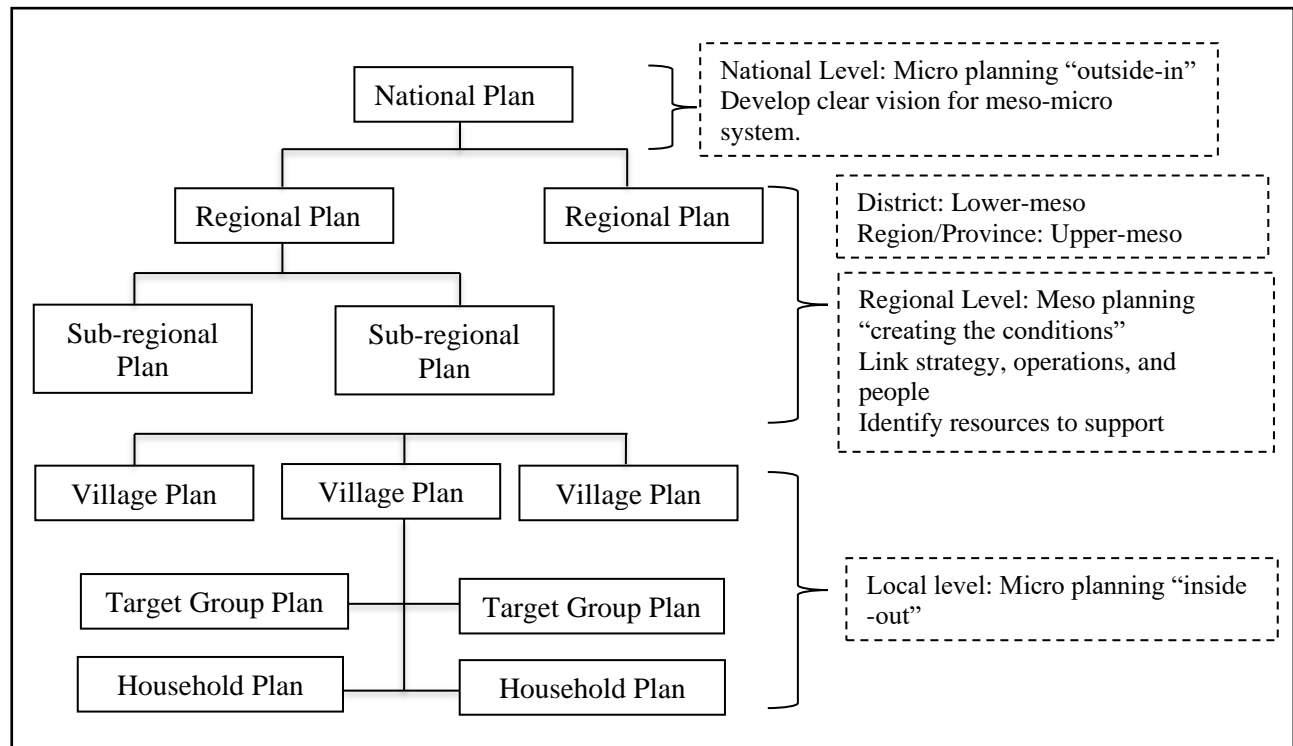 National Plan
National Level: Micro planning “outside-in”
Develop clear vision for meso-micro
system.
Regional Plan
Regional Plan
District: Lower-meso
Region/Province: Upper-meso
Sub-regional
Plan
Sub-regional
Plan
Regional Level: Meso planning
“creating the conditions”
Link strategy, operations, and
people
Identify resources to support
Village Plan
Village Plan
Village Plan
Target Group Plan
Target Group Plan
Local level: Micro planning “inside
-out”
Household Plan
Household Plan